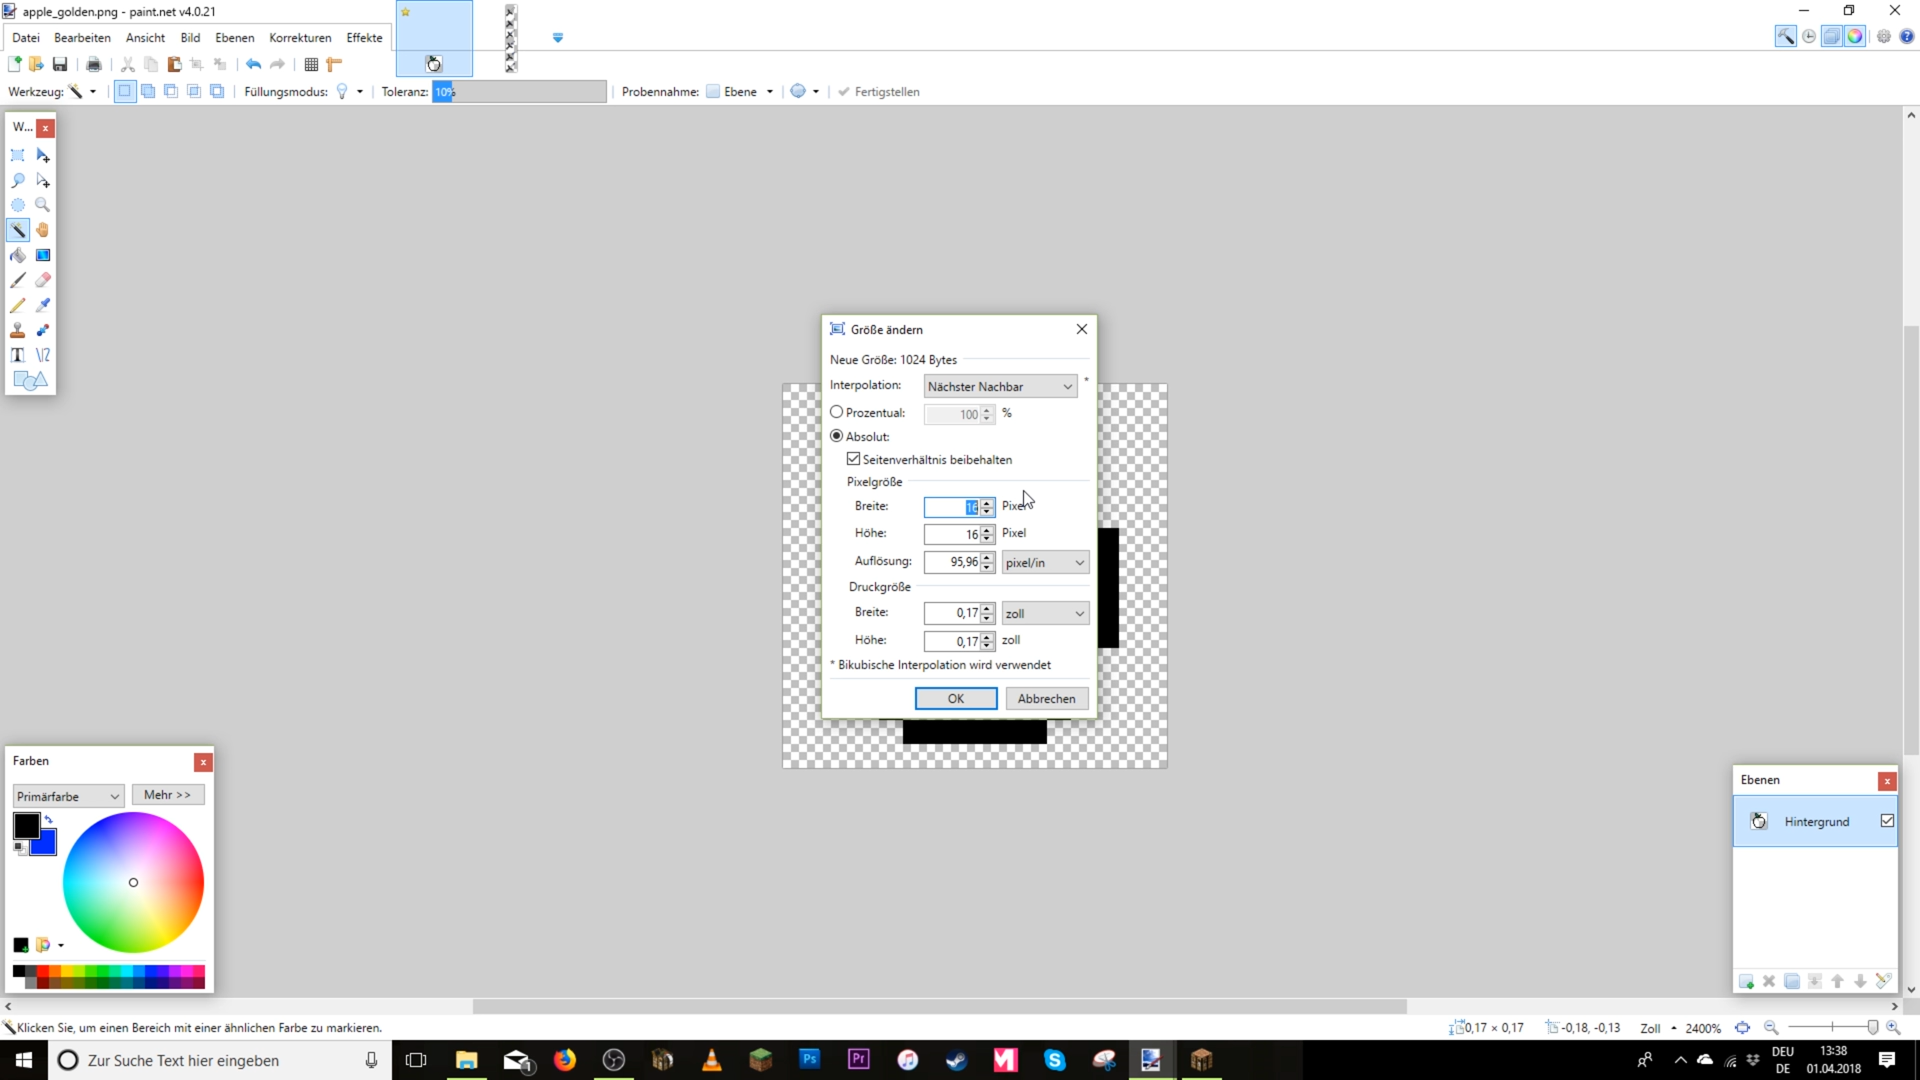 apple_golden.png - paint.net v4.0.21
Datei Bearbeiten Ansicht Bild Ebenen Korrekturen Effekte
Werkzeug: Füllungsmodus: Toleranz: 10% Probennahme: Ebene Fertigstellen
W...
Größe ändern
Neue Größe: 1024 Bytes
Interpolation: Nächster Nachbar *
Prozentual: 100 %
Absolut:
Seitenverhältnis beibehalten
Pixelgröße
Breite: 16 Pixel
Höhe: 16 Pixel
Auflösung: 95,96 pixel/in
Druckgröße
Breite: 0,17 zoll
Höhe: 0,17 zoll
* Bikubische Interpolation wird verwendet
OK Abbrechen
Farben
Primärfarbe Mehr >>
Ebenen
Hintergrund
Klicken Sie, um einen Bereich mit einer ähnlichen Farbe zu markieren.
0,17 × 0,17 -0,18, -0,13 Zoll 2400%
Zur Suche Text hier eingeben
1
Ps
Pr
DEU
DE
13:38
01.04.2018